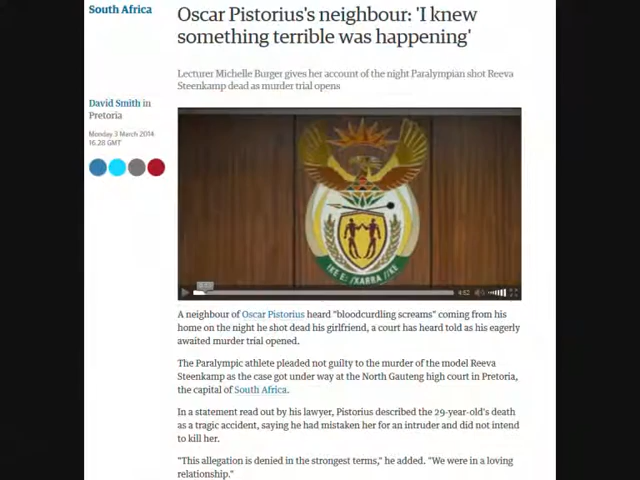 South Africa
Oscar Pistorius's neighbour: 'I knew
something terrible was happening'
Lecturer Michelle Burger gives her account of the night Paralympian shot Reeva
Steenkamp dead as murder trial opens
David Smith in
Pretoria
Monday 3 March 2014
16.28 GMT
!KE E: /XARRA //KE
4:52
A neighbour of Oscar Pistorius heard "bloodcurdling screams" coming from his
home on the night he shot dead his girlfriend, a court has heard told as his eagerly
awaited murder trial opened.
The Paralympic athlete pleaded not guilty to the murder of the model Reeva
Steenkamp as the case got under way at the North Gauteng high court in Pretoria,
the capital of South Africa.
In a statement read out by his lawyer, Pistorius described the 29-year-old's death
as a tragic accident, saying he had mistaken her for an intruder and did not intend
to kill her.
"This allegation is denied in the strongest terms," he added. "We were in a loving
relationship."